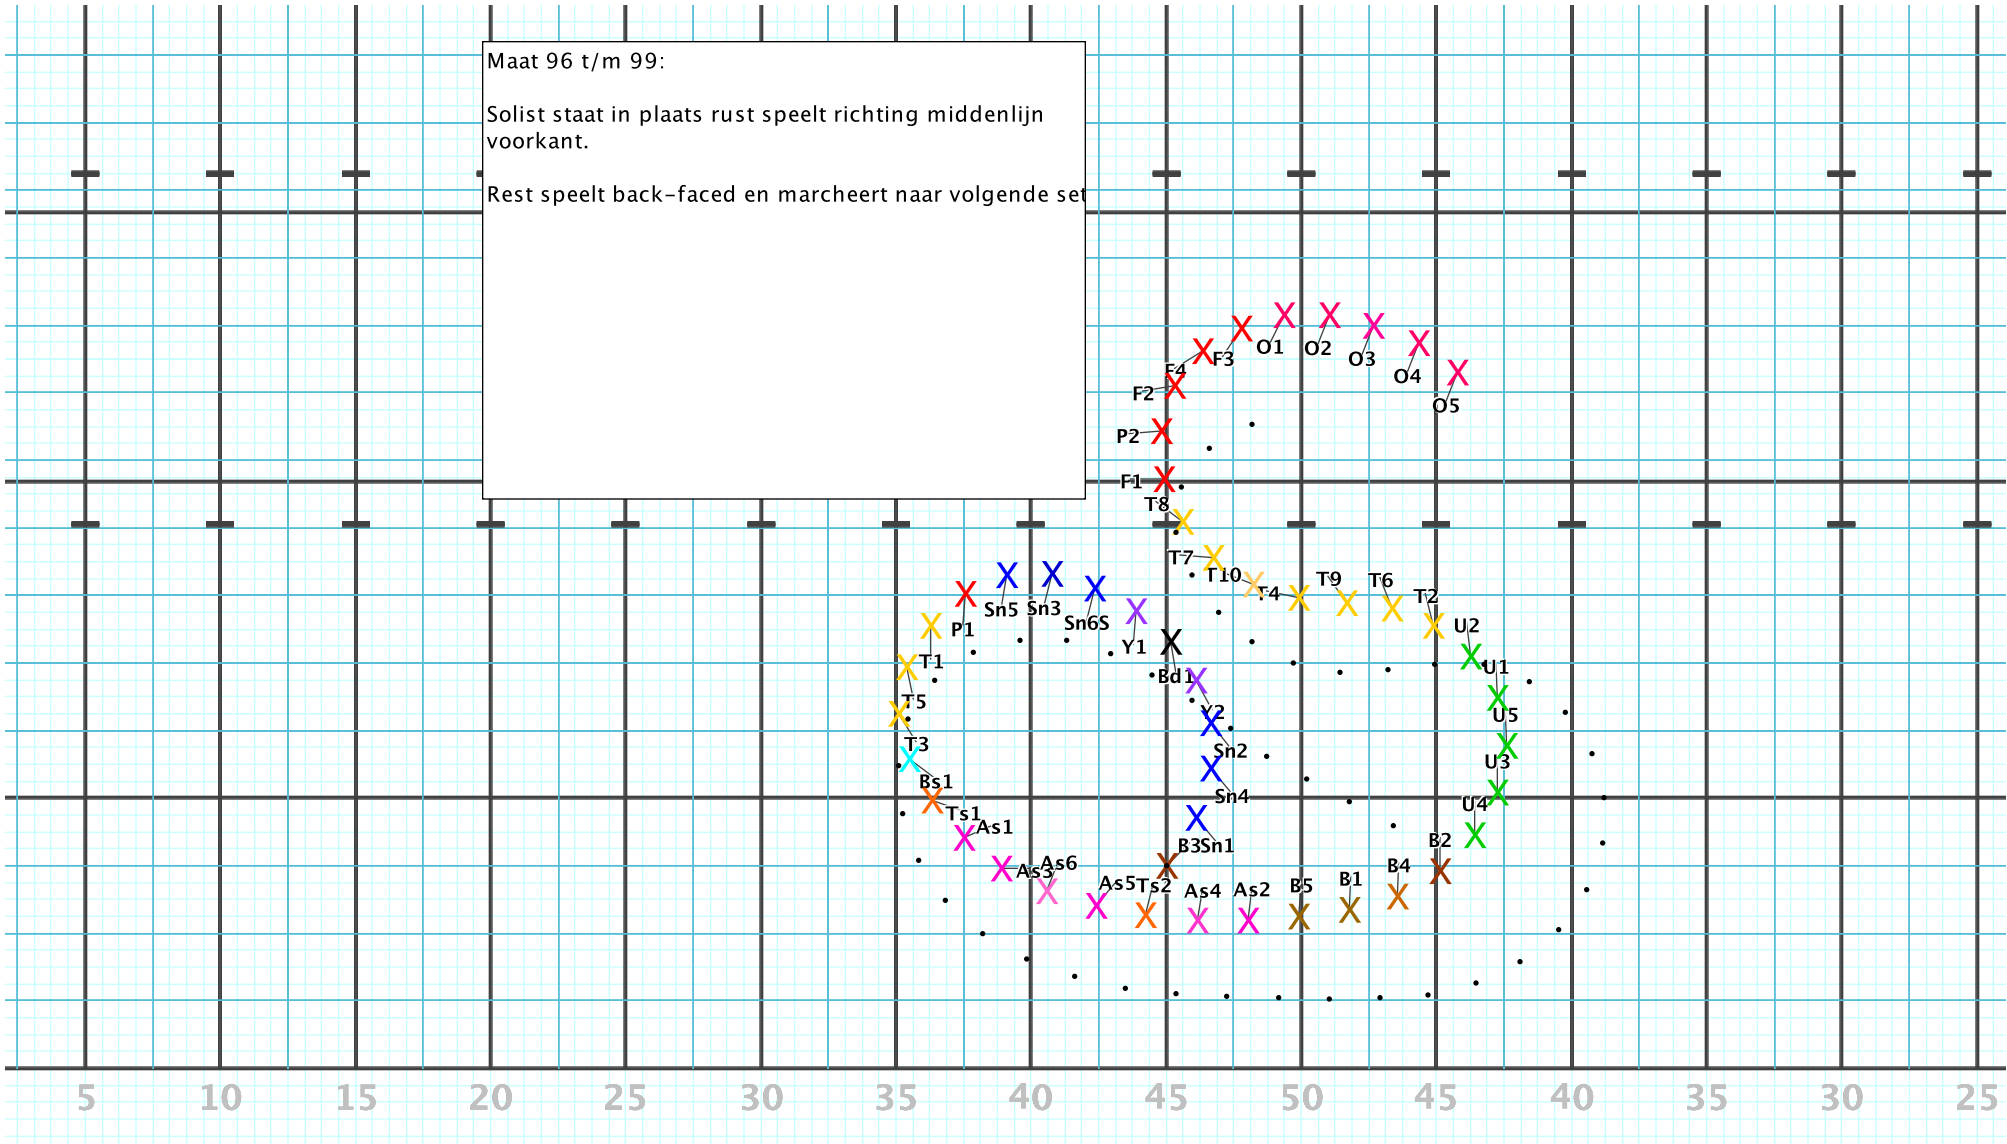 Maat 96 t/m 99:
Solist staat in plaats rust speelt richting middenlijn
voorkant.
Rest speelt back-faced en marcheert naar volgende set
O1
O2
O3
O4
O5
F3
F4
F2
P2
F1
T8
T7
T10
T4
T9
T6
T2
U2
U1
U5
U3
U4
B2
B4
B1
B5
As2
As4
Ts2
As5
As6
As3
As1
Ts1
Bs1
T3
T5
T1
P1
Sn5
Sn3
Sn6S
Y1
Bd1
Y2
Sn2
Sn4
B3Sn1
5 10 15 20 25 30 35 40 45 50 45 40 35 30 25